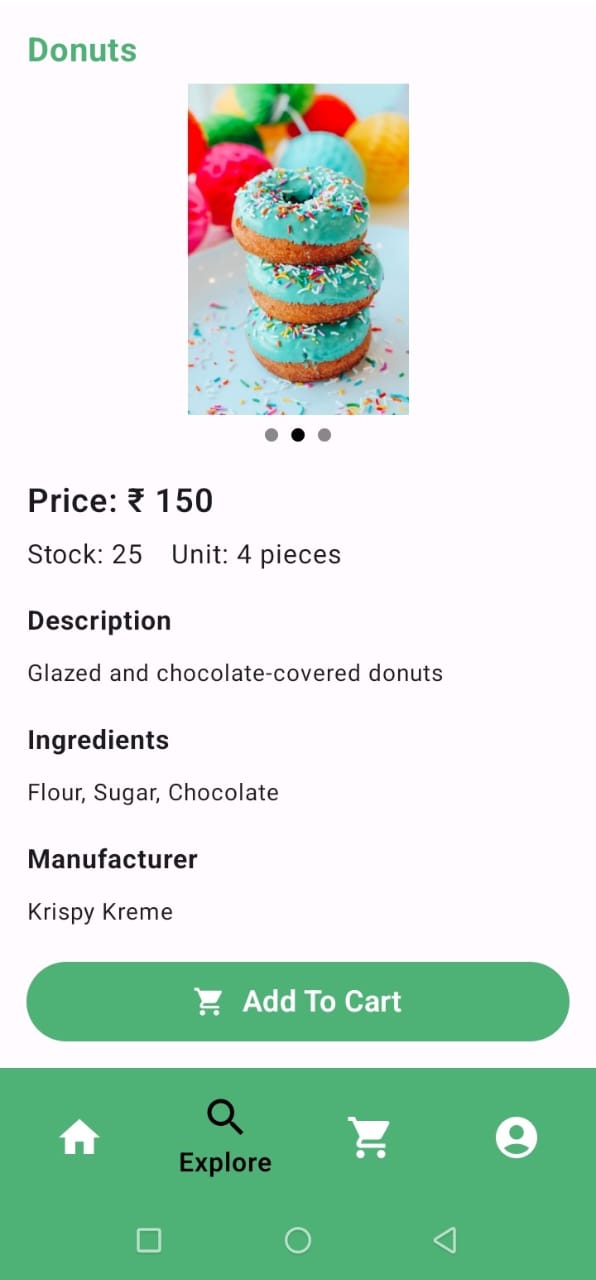 Donuts
Price: ₹ 150
Stock: 25 Unit: 4 pieces
Description
Glazed and chocolate-covered donuts
Ingredients
Flour, Sugar, Chocolate
Manufacturer
Krispy Kreme
Add To Cart
Explore